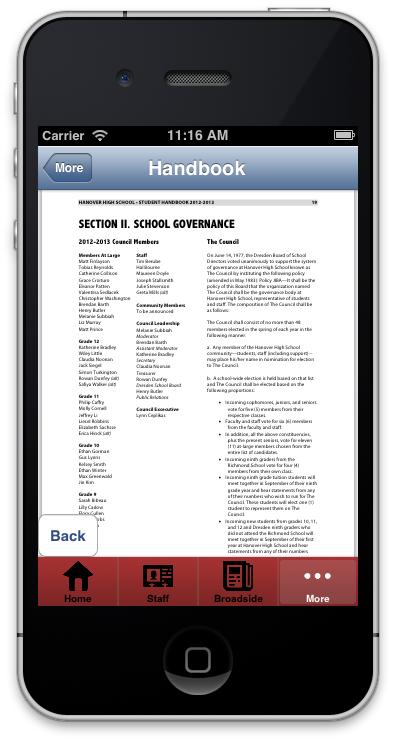 Carrier 11:16 AM
More Handbook
HANOVER HIGH SCHOOL • STUDENT HANDBOOK 2012-2013 19
SECTION II. SCHOOL GOVERNANCE
2012-2013 Council Members
Members At Large
Matt Finlayson
Tobias Reynolds
Catherine Collison
Grace Croitoru
Eleanor Fatten
Valentina Sedlacek
Christopher Washington
Brendan Barth
Henry Butler
Melanie Subbiah
Liz Murray
Matt Prince
Grade 12
Katherine Bradley
Wiley Little
Claudia Noonan
Jack Siegel
Simon Turkington
Rowan Dunfey (alt)
Sallya Walker (alt)
Grade 11
Philip Caffry
Molly Cornell
Jeffrey Li
Liesel Robbins
Elizabeth Sachsse
Erica Heick (alt)
Grade 10
Ethan Gorman
Gus Lyons
Kelsey Smith
Ethan Winter
Max Greenwald
Jin Kim
Grade 9
Sarah Bibeau
Lilly Cadow
Staff
Tim Berube
Hal Bourne
Maureen Doyle
Joseph Stallsmith
Julie Stevenson
Greta Mills (alt)
Community Members
To be announced
Council Leadership
Melanie Subbiah
Moderator
Brendan Barth
Assistant Moderator
Katherine Bradley
Secretary
Claudia Noonan
Treasurer
Rowan Dunfey
Dresden School Board
Henry Butler
Public Relations
Council Executive
Lynn Ceplikas
The Council
On June 14, 1977, the Dresden Board of School
Directors voted unanimously to support the system
of governance at Hanover High School known as
The Council by instituting the following policy
(amended in May 1983): Policy JIBA—It shall be the
policy of this Board that the organization named
The Council shall be the governance body at
Hanover High School, representative of students
and staff. The composition of The Council shall be
as follows:
The Council shall consist of no more than 48
members elected in the spring of each year in the
following manner:
a. Any member of the Hanover High School
community—students, staff (including support)—
may place his/her name in nomination for election
to The Council.
b. A school-wide election is held based on that list
and The Council shall be elected based on the
following proportions:
• Incoming sophomores, juniors, and seniors
vote for five (5) members from their
respective classes.
• Faculty and staff vote for six (6) members
from the faculty and staff.
• In addition, all the above constituents,
plus the present seniors, vote for eleven
(11) at-large members chosen from the
entire list of candidates.
• Incoming ninth graders from the
Richmond School vote for four (4)
members from their own class.
• Incoming ninth grade tuition students will
meet together in September of their ninth
grade year and hear statements from any
of their numbers who wish to run for The
Council. These students will elect one (1)
student to represent them on The
Council.
• Incoming new students from grades 10, 11,
and 12 and Dresden ninth graders who
did not attend the Richmond School will
meet together in September of their first
year at Hanover High School and hear
statements from any of their numbers
Back
Home Staff Broadside More